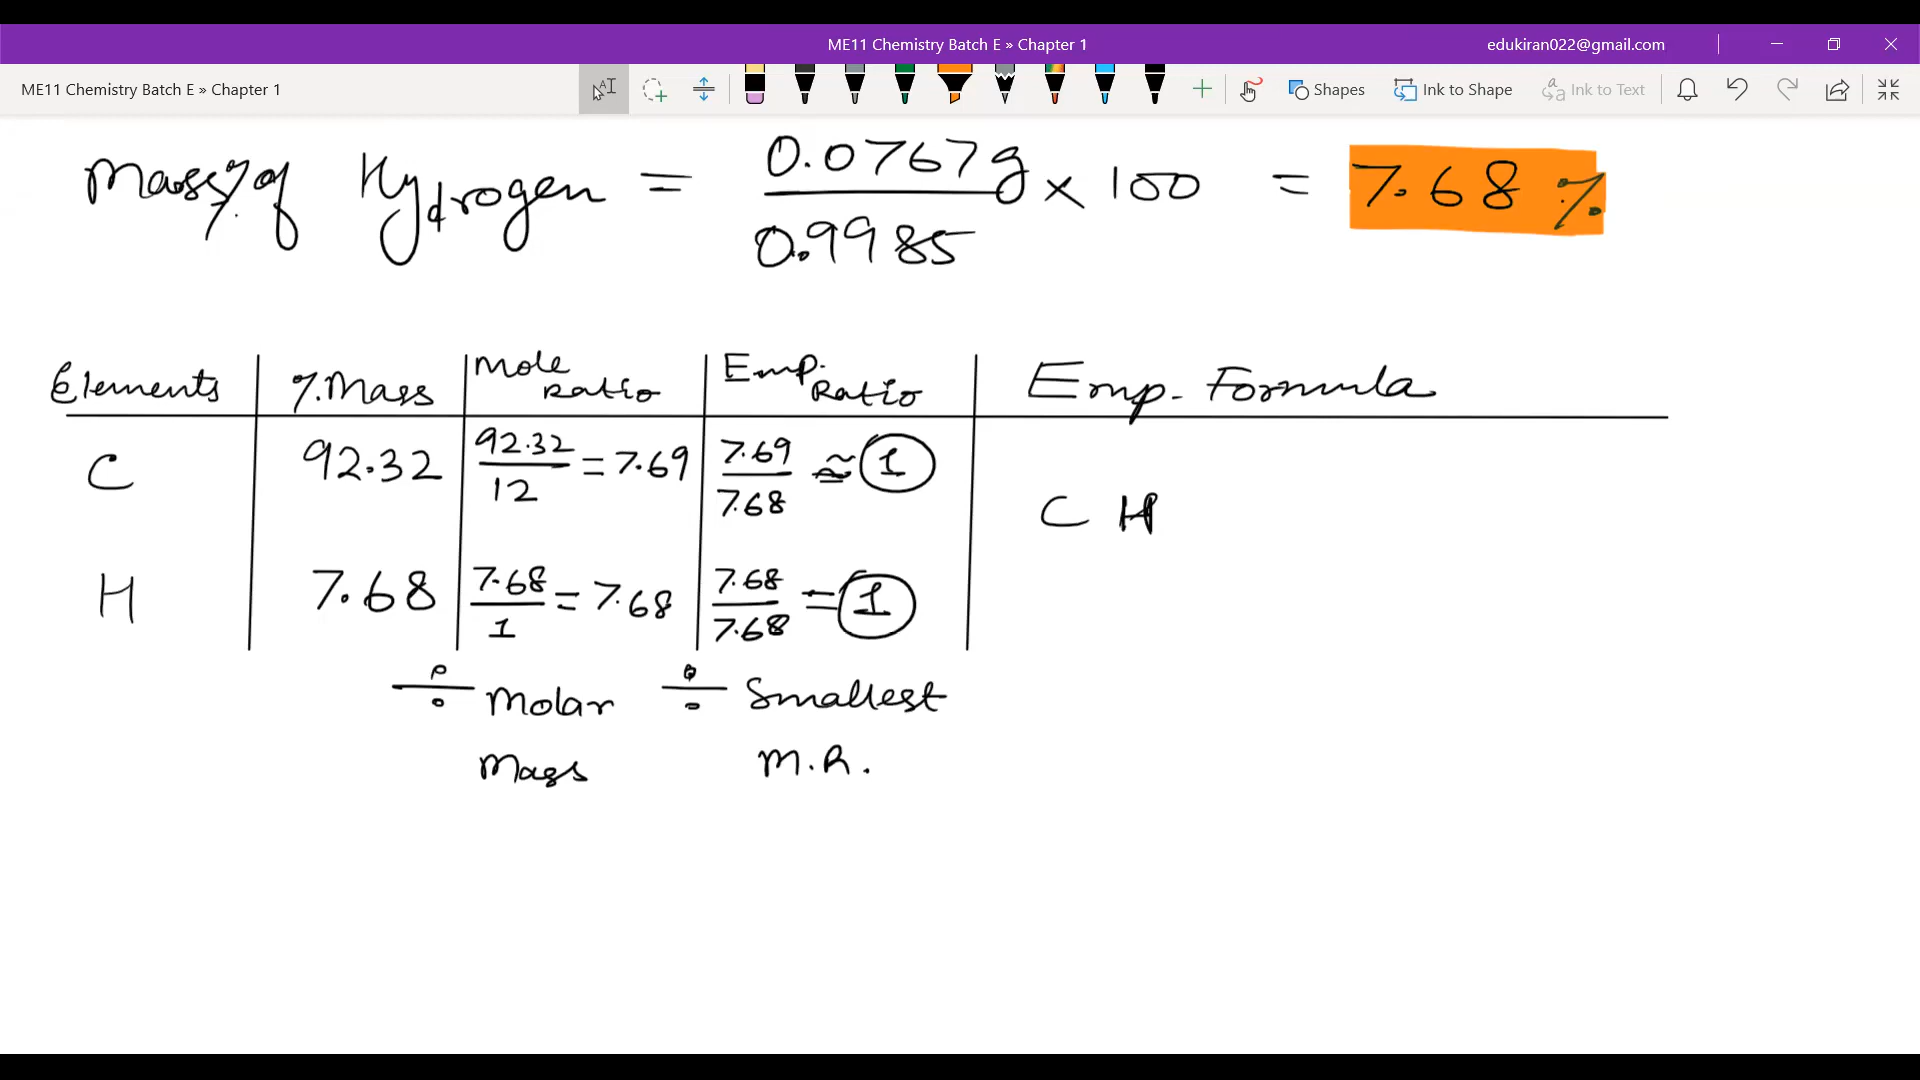 ME11 Chemistry Batch E » Chapter 1
edukiran022@gmail.com
ME11 Chemistry Batch E » Chapter 1
Shapes
Ink to Shape
Ink to Text
Mass % of Hydrogen = 0.0767g / 0.9985 × 100 = 7.68 %
Elements | %. Mass | Mole Ratio | Emp. Ratio | Emp. Formula
C | 92.32 | 92.32 / 12 = 7.69 | 7.69 / 7.68 ≅ 1
C H
H | 7.68 | 7.68 / 1 = 7.68 | 7.68 / 7.68 = 1
÷ Molar ÷ Smallest
Mass M.R.